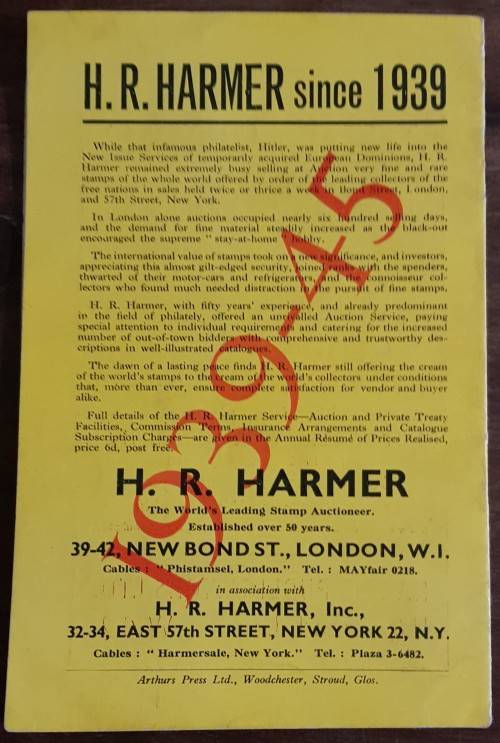 H. R. HARMER since 1939
While that infamous philatelist, Hitler, was putting new life into the
New Issue Services of temporarily acquired European Dominions, H. R.
Harmer remained extremely busy selling at Auction very fine and rare
stamps of the whole world offered by order of the leading collectors of the
free nations in sales held twice or thrice a week in Bond Street, London,
and 57th Street, New York.
In London alone auctions occupied nearly six hundred selling days,
and the demand for fine material steadily increased as the black-out
encouraged the supreme "stay-at-home" hobby.
The international value of stamps took on a new significance, and investors,
appreciating this almost gilt-edged security, joined ranks with the spenders,
thwarted of their motor-cars and refrigerators and the connoisseur col-
lectors who found much needed distraction in the pursuit of fine stamps.
H. R. Harmer, with fifty years' experience, and already predominant
in the field of philately, offered an unrivalled Auction Service, paying
special attention to individual requirements and catering for the increased
number of out-of-town bidders with comprehensive and trustworthy des-
criptions in well-illustrated catalogues.
The dawn of a lasting peace finds H. R. Harmer still offering the cream
of the world's stamps to the cream of the world's collectors under conditions
that, more than ever, ensure complete satisfaction for vendor and buyer
alike.
Full details of the H. R. Harmer Service—Auction and Private Treaty
Facilities, Commission Terms, Insurance Arrangements and Catalogue
Subscription Charges—are given in the Annual Résumé of Prices Realised,
price 6d, post free.
1939-45
H. R. HARMER
The World's Leading Stamp Auctioneer.
Established over 50 years.
39-42, NEW BOND ST., LONDON, W.I.
Cables : "Phistamsel, London." Tel. : MAYfair 0218.
in association with
H. R. HARMER, Inc.,
32-34, EAST 57th STREET, NEW YORK 22, N.Y.
Cables : "Harmersale, New York." Tel. : Plaza 3-6482.
Arthurs Press Ltd., Woodchester, Stroud, Glos.